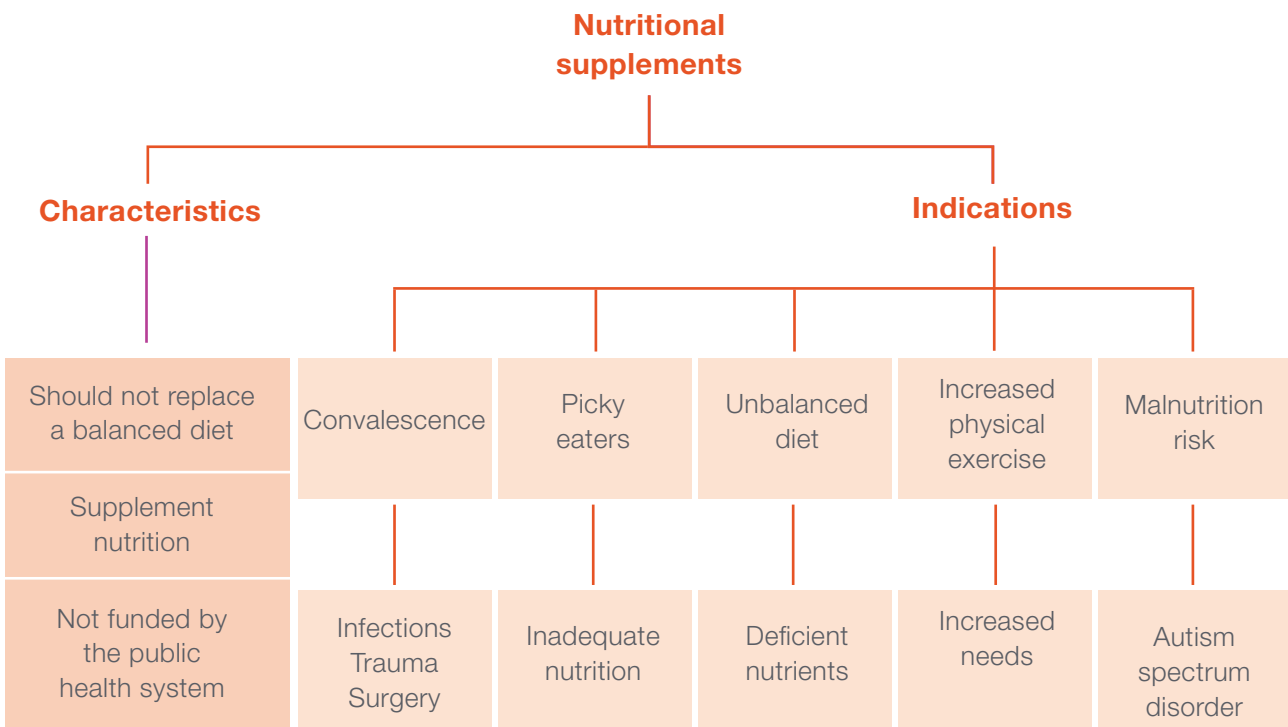 Nutritional
supplements
Characteristics
Indications
Should not replace
a balanced diet
Supplement
nutrition
Not funded by
the public
health system
Convalescence
Picky
eaters
Unbalanced
diet
Increased
physical
exercise
Malnutrition
risk
Infections
Trauma
Surgery
Inadequate
nutrition
Deficient
nutrients
Increased
needs
Autism
spectrum
disorder